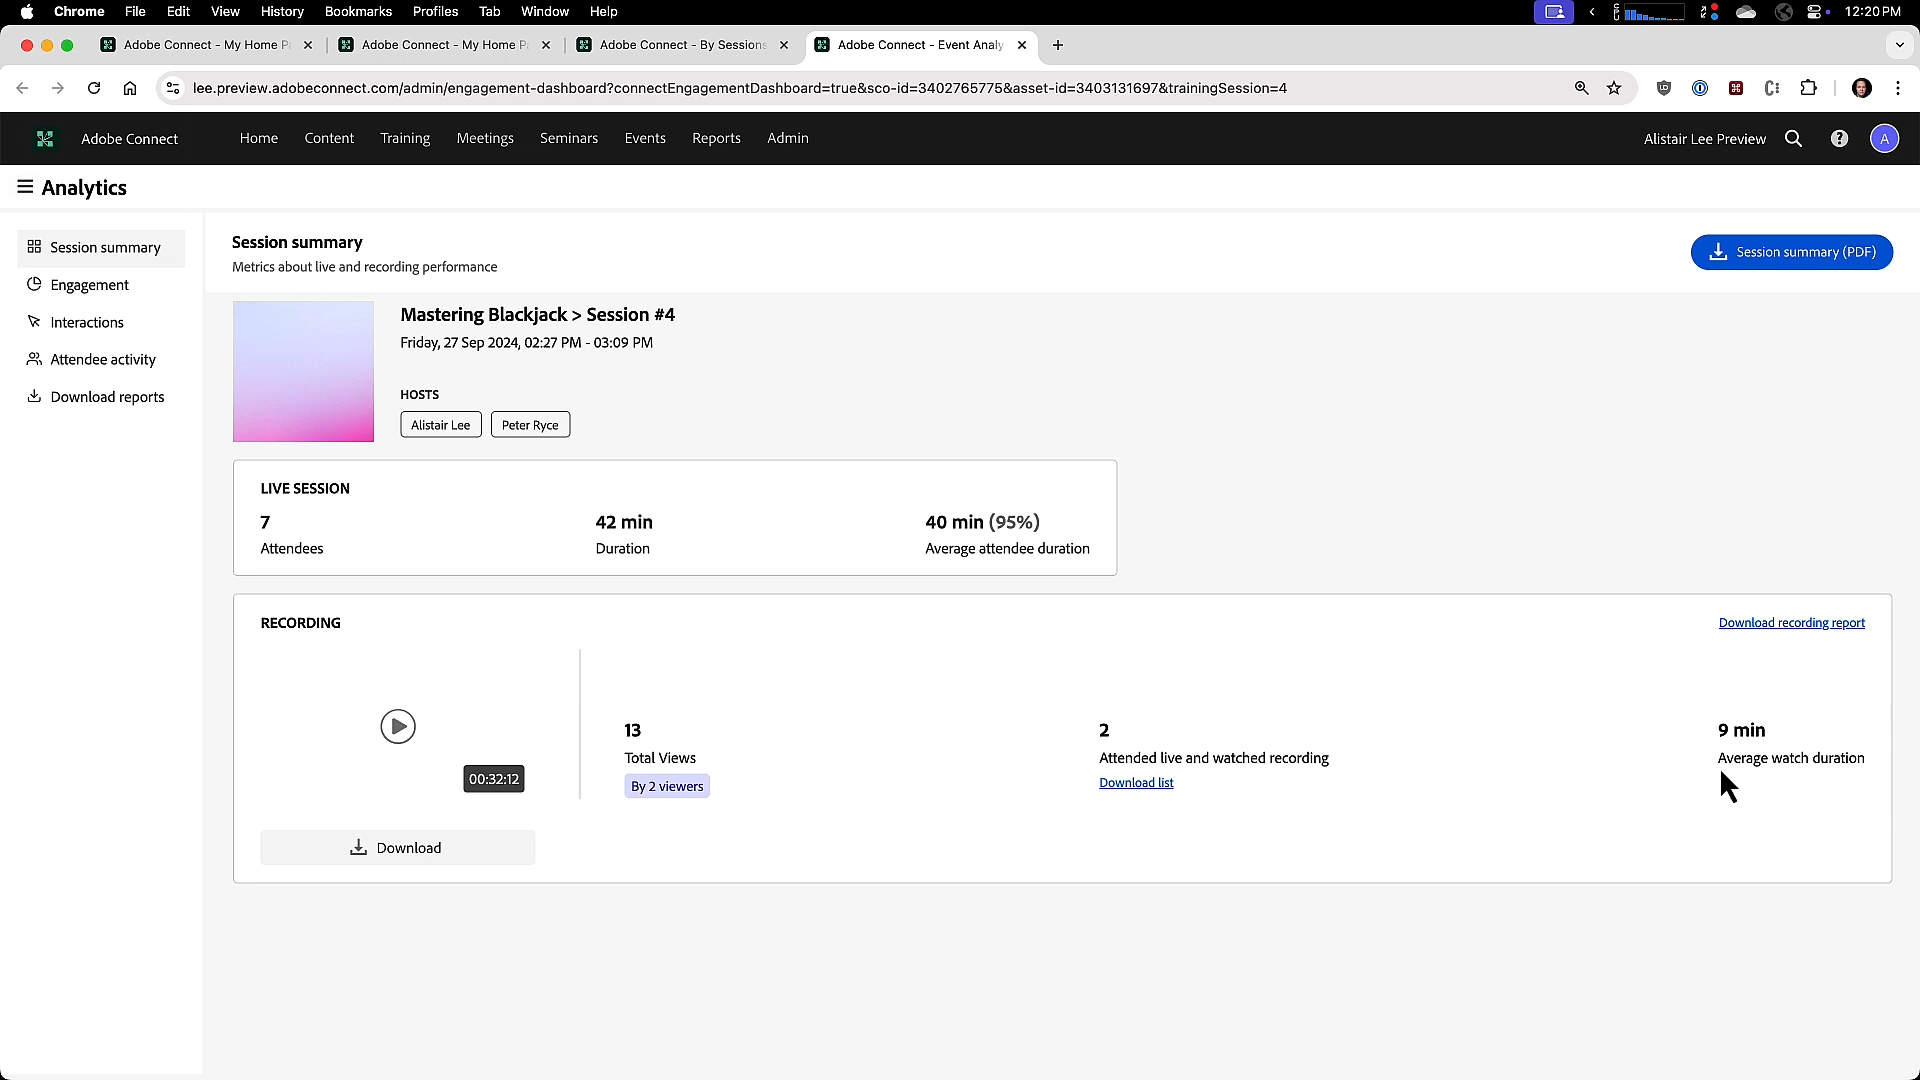 Chrome File Edit View History Bookmarks Profiles Tab Window Help 12:20 PM
Adobe Connect - My Home P Adobe Connect - My Home P Adobe Connect - By Sessions Adobe Connect - Event Analy
lee.preview.adobeconnect.com/admin/engagement-dashboard?connectEngagementDashboard=true&sco-id=3402765775&asset-id=3403131697&trainingSession=4
Adobe Connect Home Content Training Meetings Seminars Events Reports Admin Alistair Lee Preview A
Analytics
Session summary
Engagement
Interactions
Attendee activity
Download reports
Session summary
Metrics about live and recording performance
Session summary (PDF)
Mastering Blackjack > Session #4
Friday, 27 Sep 2024, 02:27 PM - 03:09 PM
HOSTS
Alistair Lee Peter Ryce
LIVE SESSION
7 42 min 40 min (95%)
Attendees Duration Average attendee duration
RECORDING Download recording report
13 2 9 min
Total Views Attended live and watched recording Average watch duration
By 2 viewers Download list
00:32:12
Download